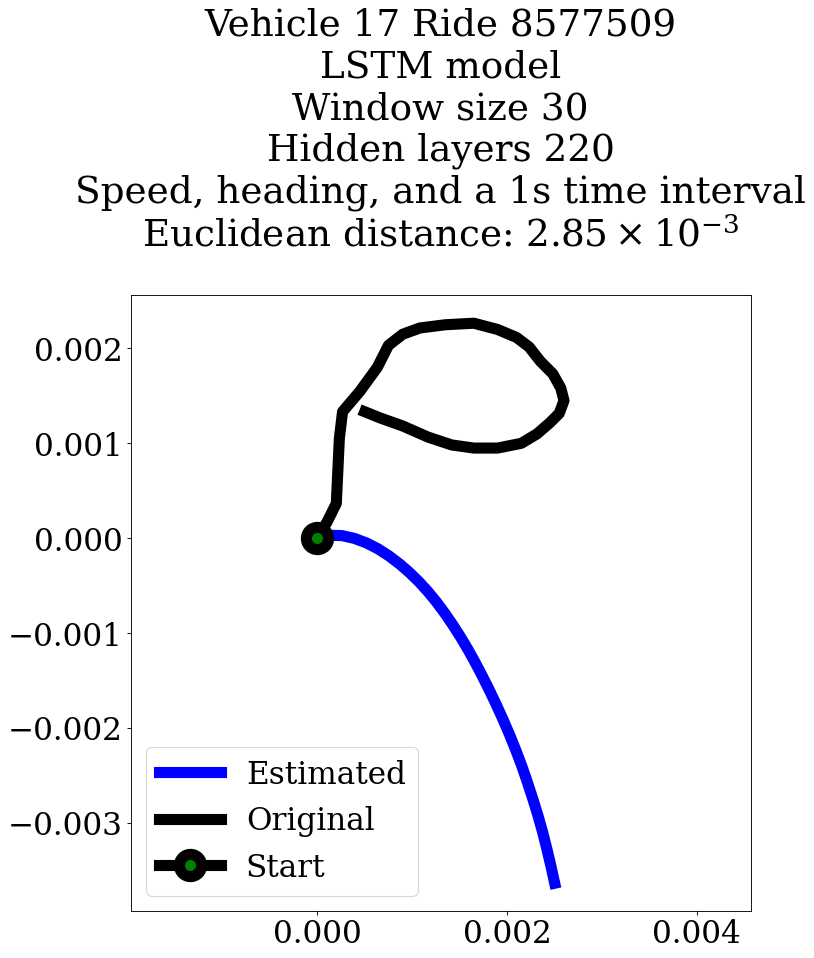 Vehicle 17 Ride 8577509
LSTM model
Window size 30
Hidden layers 220
Speed, heading, and a 1s time interval
Euclidean distance: 2.85 × 10⁻³
0.002
0.001
0.000
−0.001
−0.002
−0.003
Estimated
Original
Start
0.000 0.002 0.004